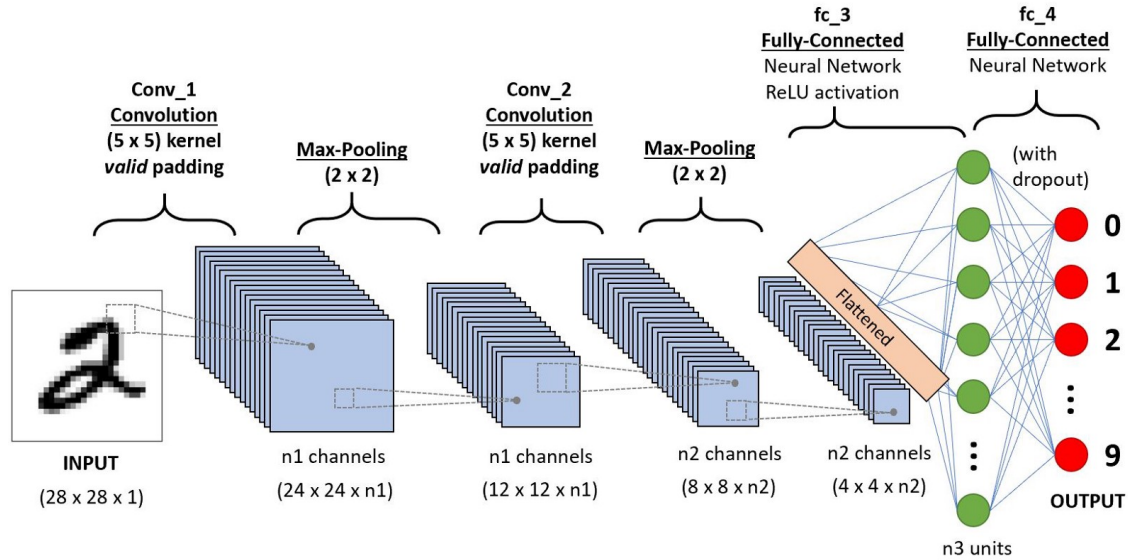 fc_3
Fully-Connected
Neural Network
ReLU activation
fc_4
Fully-Connected
Neural Network
Conv_1
Convolution
(5 x 5) kernel
valid padding
Max-Pooling
(2 x 2)
Conv_2
Convolution
(5 x 5) kernel
valid padding
Max-Pooling
(2 x 2)
(with
dropout)
Flattened
0
1
2
9
INPUT
(28 x 28 x 1)
n1 channels
(24 x 24 x n1)
n1 channels
(12 x 12 x n1)
n2 channels
(8 x 8 x n2)
n2 channels
(4 x 4 x n2)
OUTPUT
n3 units